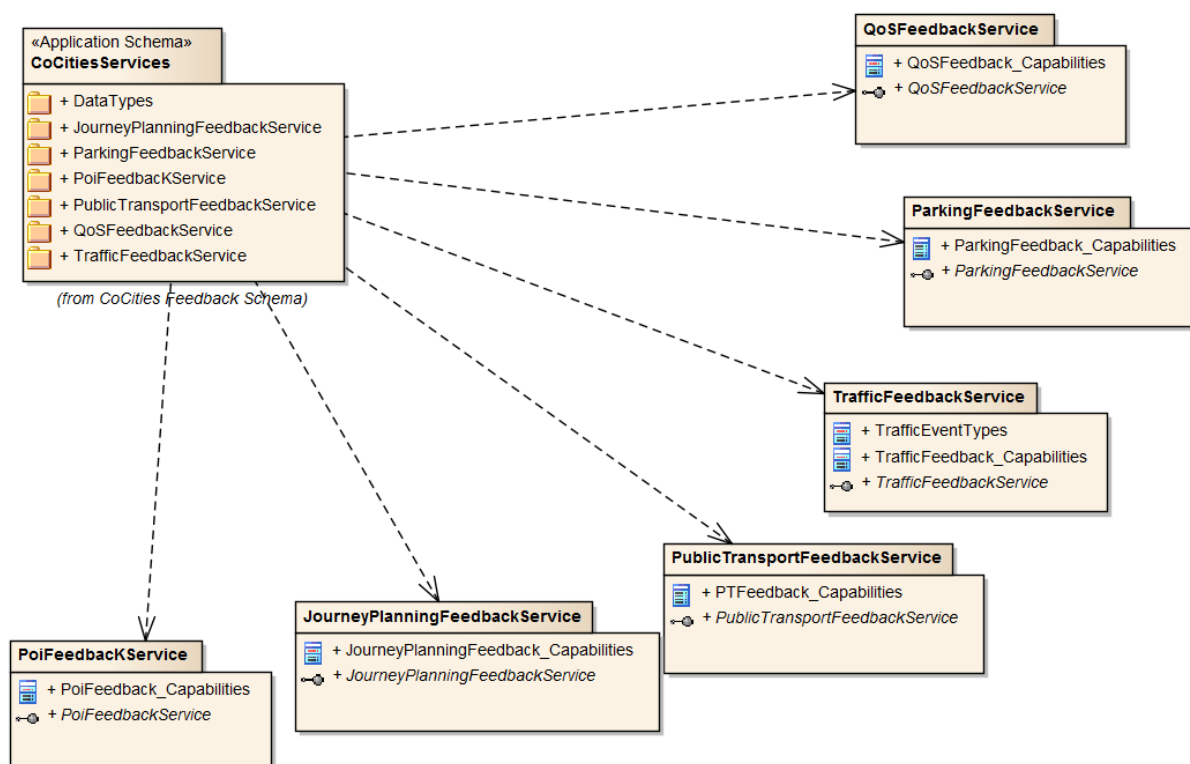 «Application Schema»
CoCitiesServices
+ DataTypes
+ JourneyPlanningFeedbackService
+ ParkingFeedbackService
+ PoiFeedbacKService
+ PublicTransportFeedbackService
+ QoSFeedbackService
+ TrafficFeedbackService
(from CoCities Feedback Schema)
QoSFeedbackService
+ QoSFeedback_Capabilities
+ QoSFeedbackService
ParkingFeedbackService
+ ParkingFeedback_Capabilities
+ ParkingFeedbackService
TrafficFeedbackService
+ TrafficEventTypes
+ TrafficFeedback_Capabilities
+ TrafficFeedbackService
PublicTransportFeedbackService
+ PTFeedback_Capabilities
+ PublicTransportFeedbackService
JourneyPlanningFeedbackService
+ JourneyPlanningFeedback_Capabilities
+ JourneyPlanningFeedbackService
PoiFeedbacKService
+ PoiFeedback_Capabilities
+ PoiFeedbackService